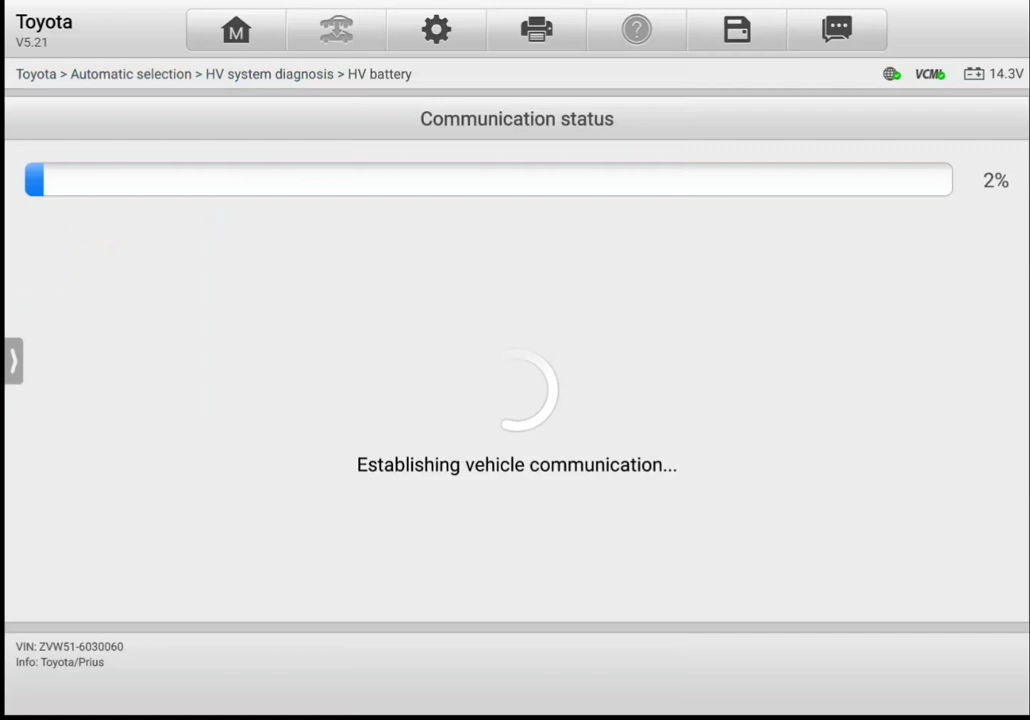 Toyota
V5.21
M
?
Toyota > Automatic selection > HV system diagnosis > HV battery
VCMI
14.3V
Communication status
2%
Establishing vehicle communication...
VIN: ZVW51-6030060
Info: Toyota/Prius